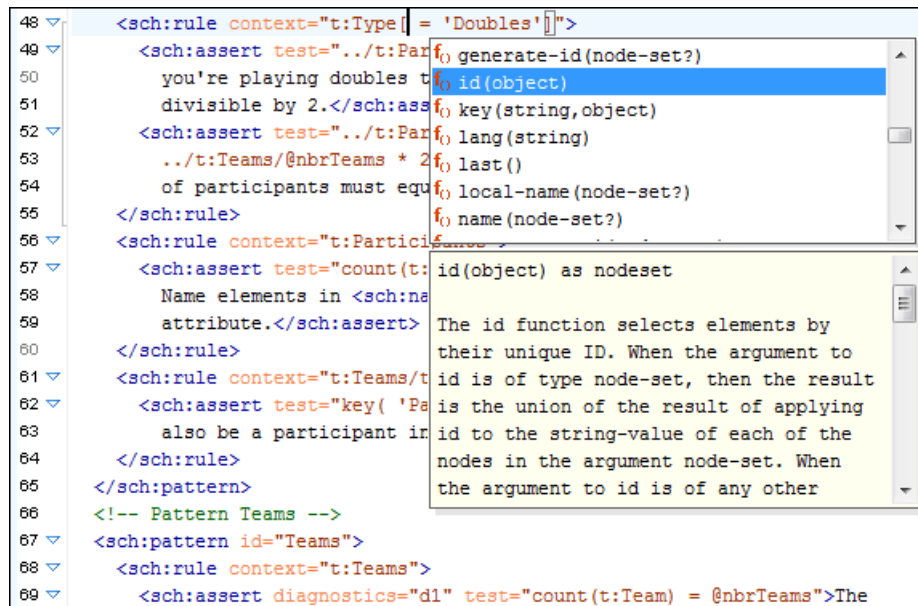 48 <sch:rule context="t:Type[ = 'Doubles']">
49 <sch:assert test="../t:Par
50 you're playing doubles t
51 divisible by 2.</sch:ass
52 <sch:assert test="../t:Par
53 ../t:Teams/@nbrTeams * 2
54 of participants must equ
55 </sch:rule>
56 <sch:rule context="t:Participants">
57 <sch:assert test="count(t:
58 Name elements in <sch:na
59 attribute.</sch:assert>
60 </sch:rule>
61 <sch:rule context="t:Teams/t
62 <sch:assert test="key( 'Pa
63 also be a participant in
64 </sch:rule>
65 </sch:pattern>
66 <!-- Pattern Teams -->
67 <sch:pattern id="Teams">
68 <sch:rule context="t:Teams">
69 <sch:assert diagnostics="d1" test="count(t:Team) = @nbrTeams">The
f() generate-id(node-set?)
f() id(object)
f() key(string,object)
f() lang(string)
f() last()
f() local-name(node-set?)
f() name(node-set?)
id(object) as nodeset
The id function selects elements by
their unique ID. When the argument to
id is of type node-set, then the result
is the union of the result of applying
id to the string-value of each of the
nodes in the argument node-set. When
the argument to id is of any other